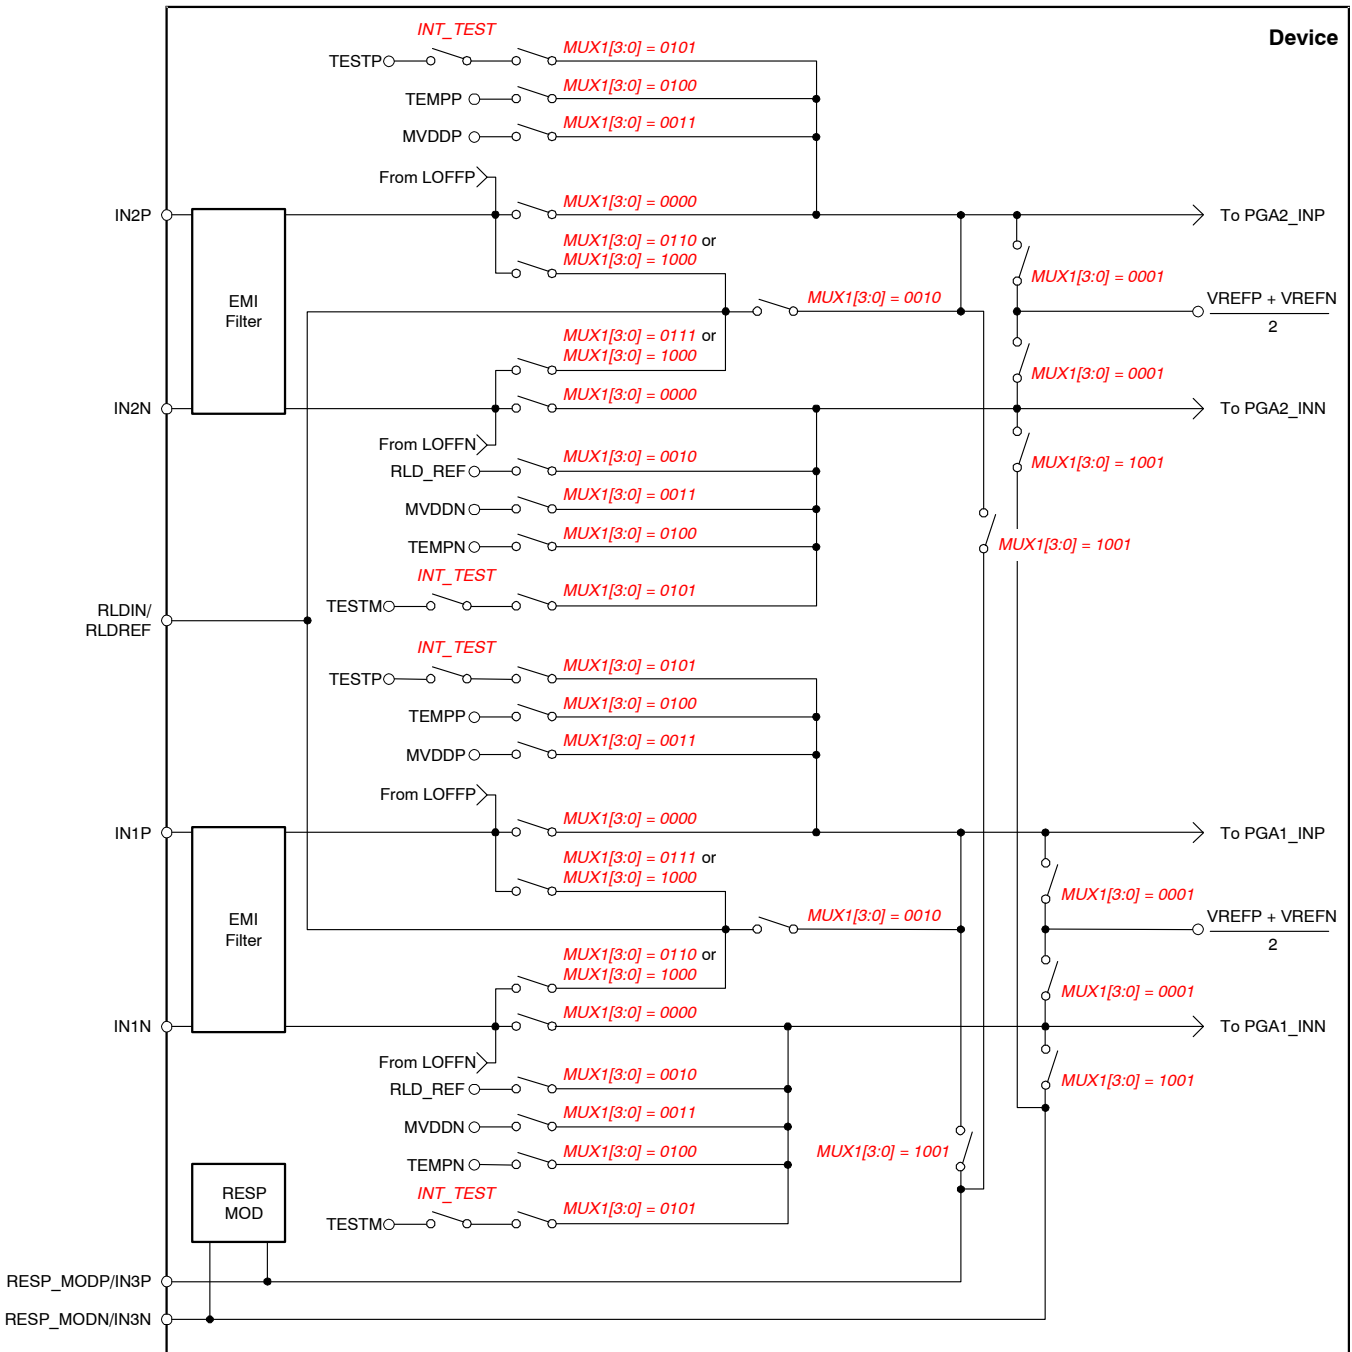 Device
INT_TEST
TESTP
MUX1[3:0] = 0101
TEMPP
MUX1[3:0] = 0100
MVDDP
MUX1[3:0] = 0011
From LOFFP
IN2P
MUX1[3:0] = 0000
To PGA2_INP
MUX1[3:0] = 0110 or
MUX1[3:0] = 1000
MUX1[3:0] = 0001
EMI
Filter
MUX1[3:0] = 0010
VREFP + VREFN
2
MUX1[3:0] = 0111 or
MUX1[3:0] = 1000
MUX1[3:0] = 0001
IN2N
MUX1[3:0] = 0000
To PGA2_INN
From LOFFN
RLD_REF
MUX1[3:0] = 0010
MUX1[3:0] = 1001
MVDDN
MUX1[3:0] = 0011
TEMPN
MUX1[3:0] = 0100
MUX1[3:0] = 1001
INT_TEST
TESTM
MUX1[3:0] = 0101
RLDIN/
RLDREF
INT_TEST
TESTP
MUX1[3:0] = 0101
TEMPP
MUX1[3:0] = 0100
MVDDP
MUX1[3:0] = 0011
From LOFFP
IN1P
MUX1[3:0] = 0000
To PGA1_INP
MUX1[3:0] = 0111 or
MUX1[3:0] = 1000
MUX1[3:0] = 0001
EMI
Filter
MUX1[3:0] = 0010
VREFP + VREFN
2
MUX1[3:0] = 0110 or
MUX1[3:0] = 1000
MUX1[3:0] = 0001
IN1N
MUX1[3:0] = 0000
To PGA1_INN
From LOFFN
RLD_REF
MUX1[3:0] = 0010
MUX1[3:0] = 1001
MVDDN
MUX1[3:0] = 0011
TEMPN
MUX1[3:0] = 0100
MUX1[3:0] = 1001
RESP
MOD
INT_TEST
TESTM
MUX1[3:0] = 0101
RESP_MODP/IN3P
RESP_MODN/IN3N